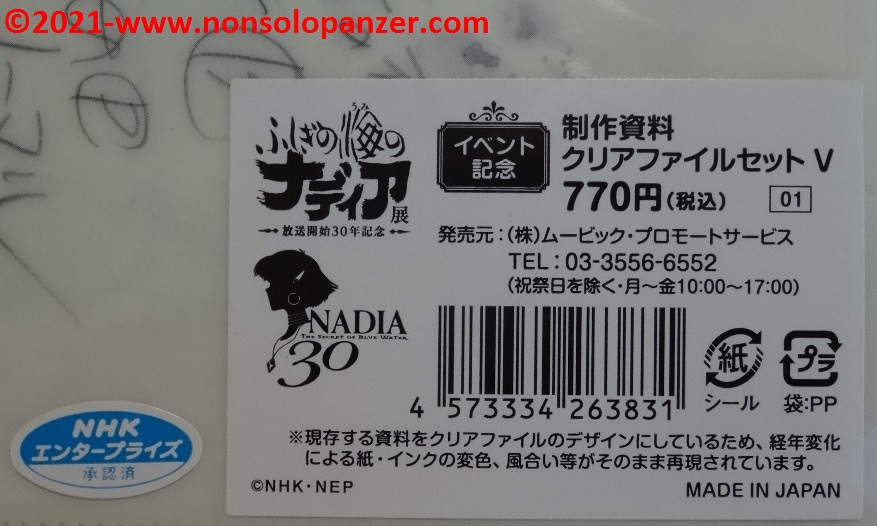 ©2021-www.nonsolopanzer.com
ふしぎの海のうみ
ナディア展
放送開始30年記念
NADIA
THE SECRET OF BLUE WATER
30
イベント
記念
制作資料
クリアファイルセット V
770円(税込) 01
発売元:(株)ムービック・プロモートサービス
TEL:03-3556-6552
(祝祭日を除く・月～金10:00～17:00)
4 573334 263831
紙
シール
プラ
袋:PP
※現存する資料をクリアファイルのデザインにしているため、経年変化
による紙・インクの変色、風合い等がそのまま再現されています。
©NHK・NEP
MADE IN JAPAN
NHK
エンタープライズ
承認済